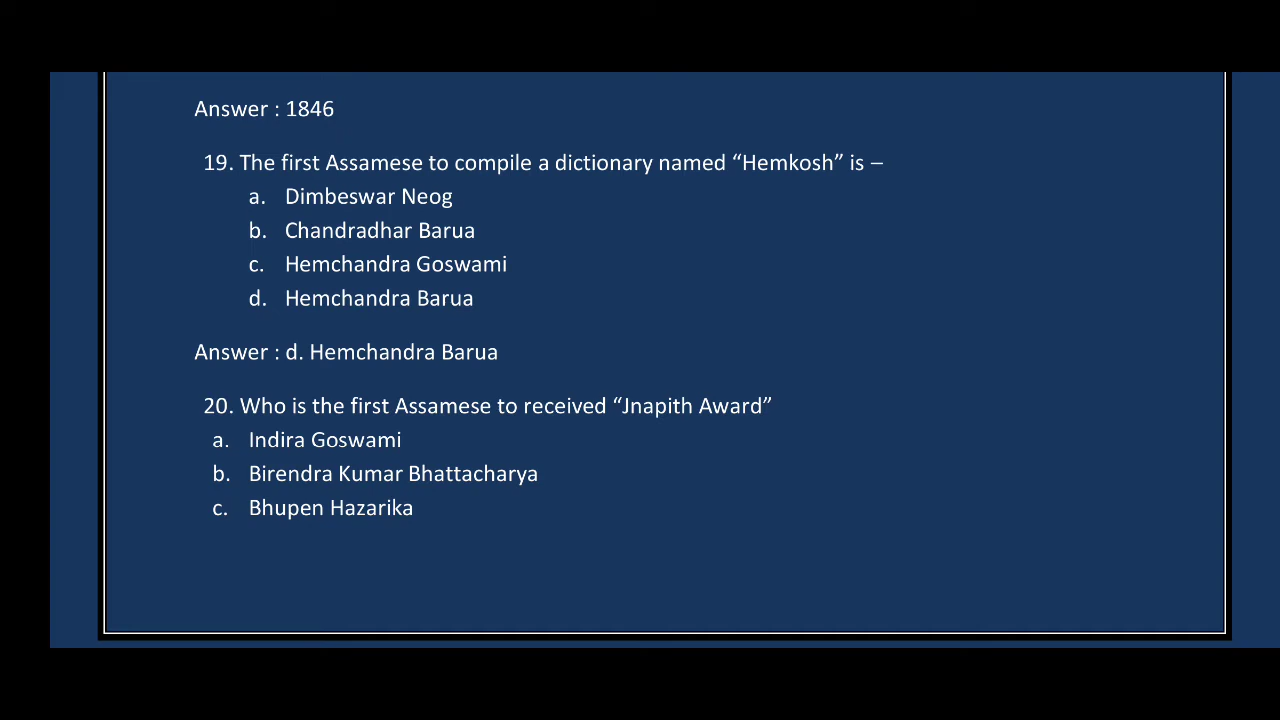 Answer : 1846
19. The first Assamese to compile a dictionary named “Hemkosh” is –
a. Dimbeswar Neog
b. Chandradhar Barua
c. Hemchandra Goswami
d. Hemchandra Barua
Answer : d. Hemchandra Barua
20. Who is the first Assamese to received “Jnapith Award”
a. Indira Goswami
b. Birendra Kumar Bhattacharya
c. Bhupen Hazarika